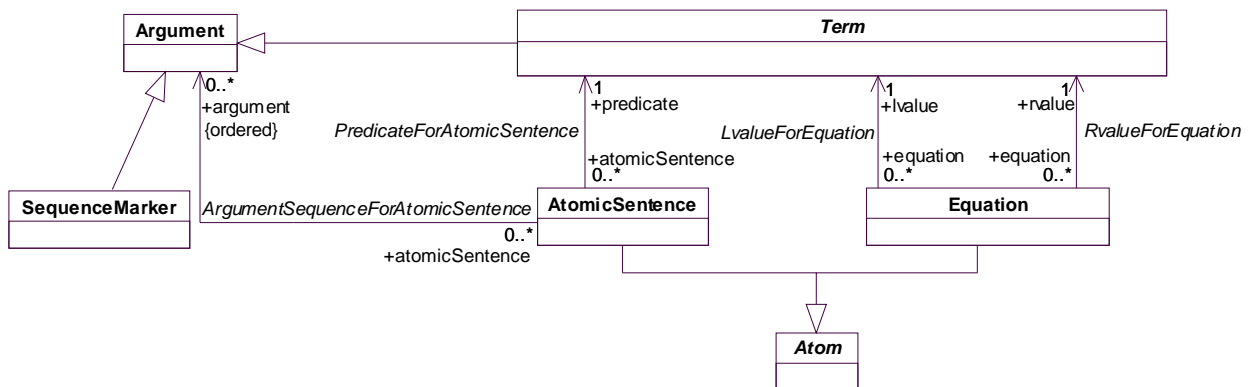 Argument
Term
0..*
+argument
{ordered}
1
+predicate
1
+lvalue
1
+rvalue
PredicateForAtomicSentence
LvalueForEquation
RvalueForEquation
+atomicSentence
0..*
+equation
0..*
+equation
0..*
SequenceMarker
ArgumentSequenceForAtomicSentence
AtomicSentence
Equation
0..*
+atomicSentence
Atom